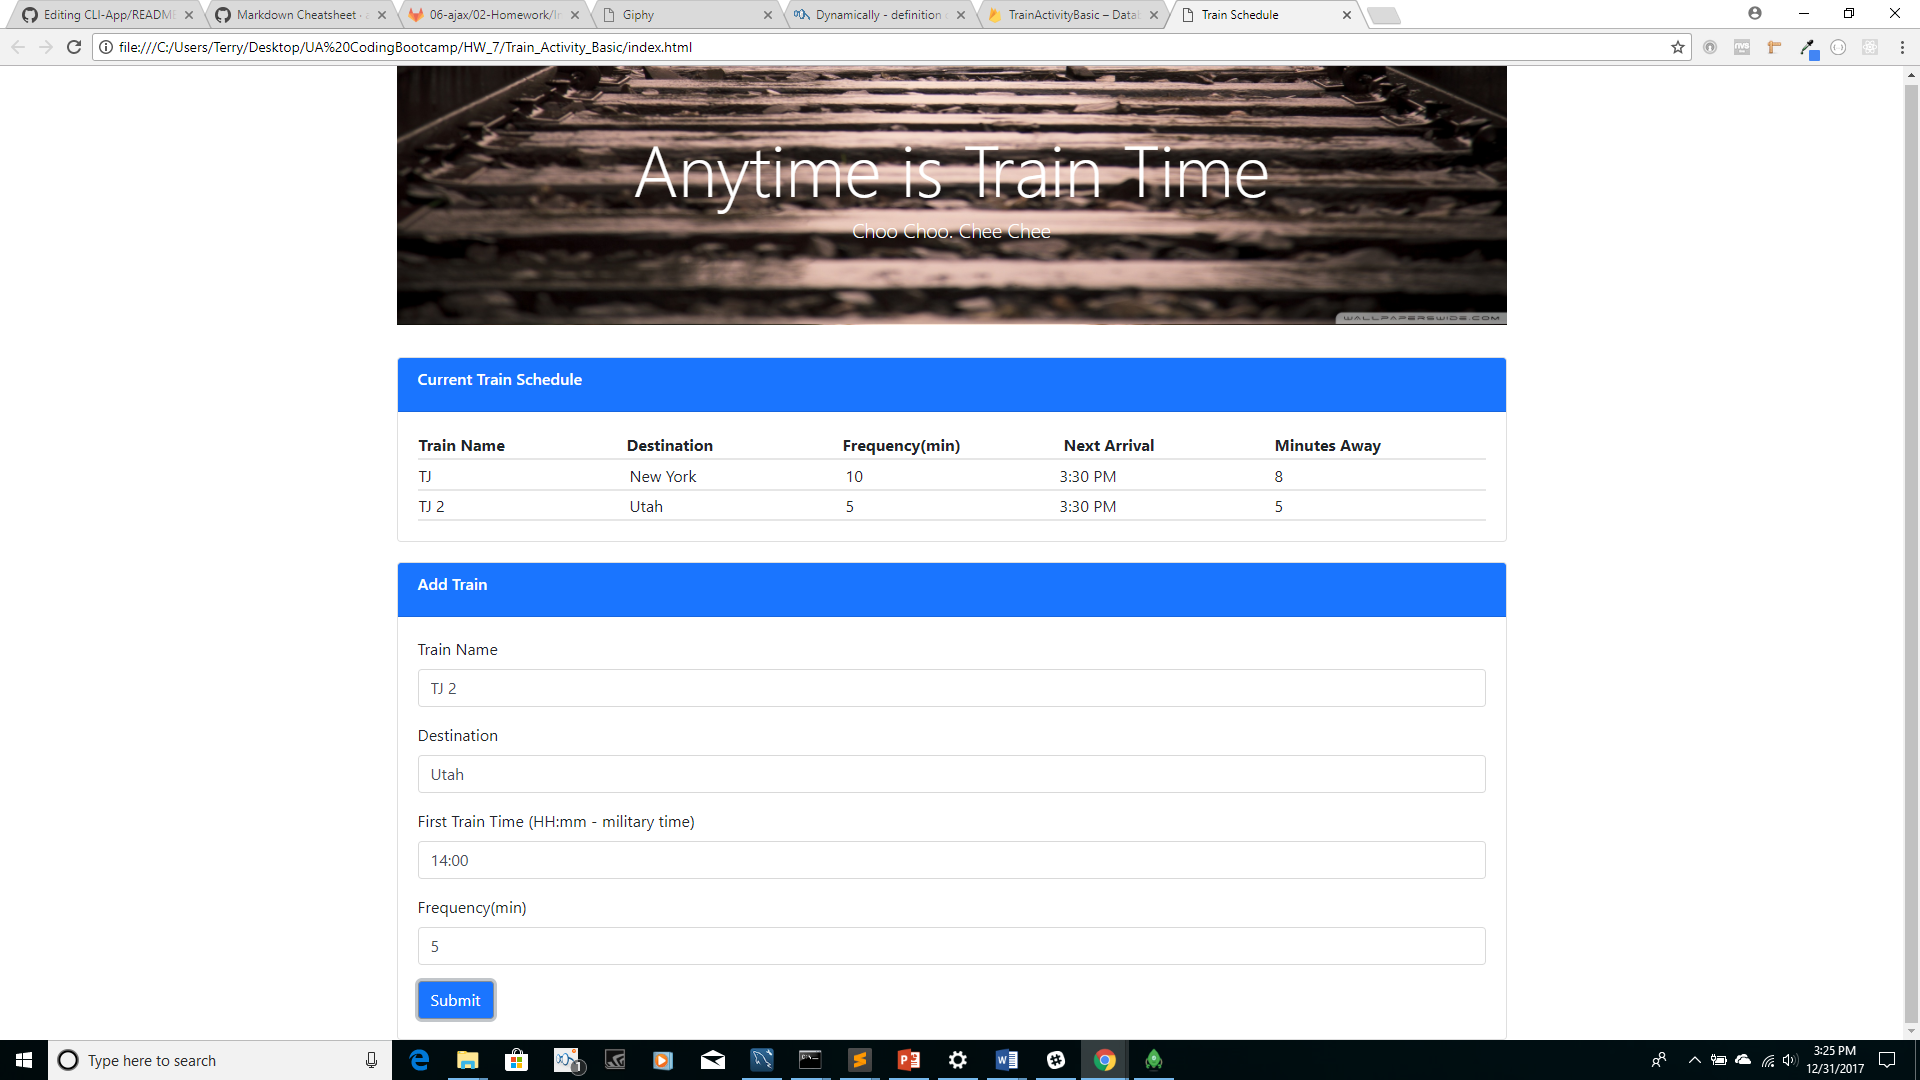 Editing CLI-App/README
Markdown Cheatsheet
06-ajax/02-Homework/In
Giphy
Dynamically - definition
TrainActivityBasic – Datab
Train Schedule
file:///C:/Users/Terry/Desktop/UA%20CodingBootcamp/HW_7/Train_Activity_Basic/index.html
Anytime is Train Time
Choo Choo. Chee Chee
WALLPAPERSWIDE.COM
Current Train Schedule
Train Name Destination Frequency(min) Next Arrival Minutes Away
TJ New York 10 3:30 PM 8
TJ 2 Utah 5 3:30 PM 5
Add Train
Train Name
TJ 2
Destination
Utah
First Train Time (HH:mm - military time)
14:00
Frequency(min)
5
Submit
Type here to search
1
3:25 PM
12/31/2017